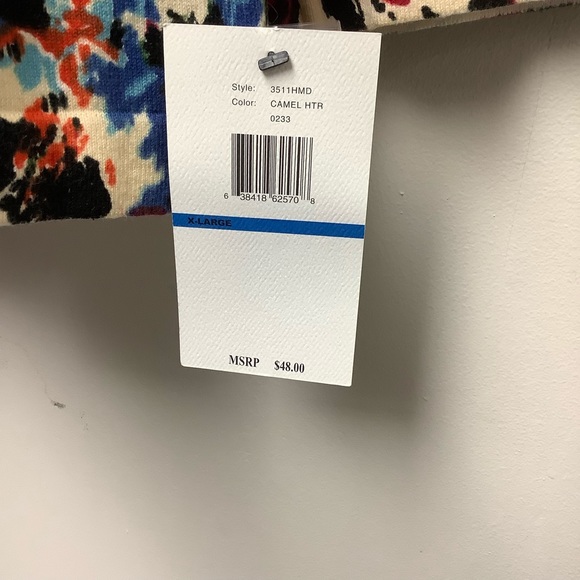 Style: 3511HMD
Color: CAMEL HTR
0233
6 38418 62570 8
X-LARGE
MSRP $48.00